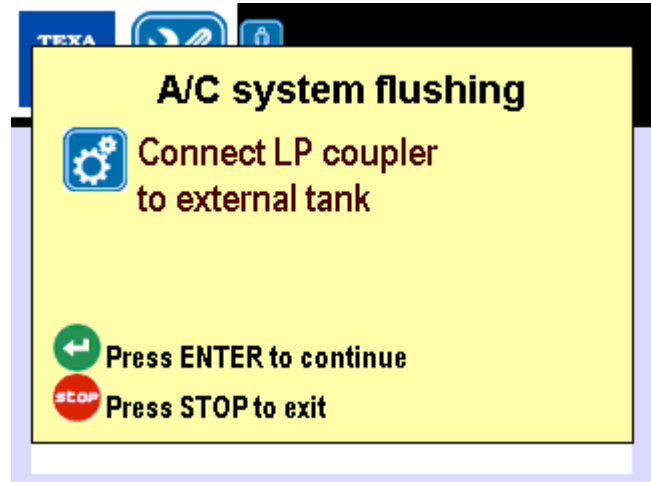 TEXA
A/C system flushing
Connect LP coupler
to external tank
Press ENTER to continue
stop
Press STOP to exit